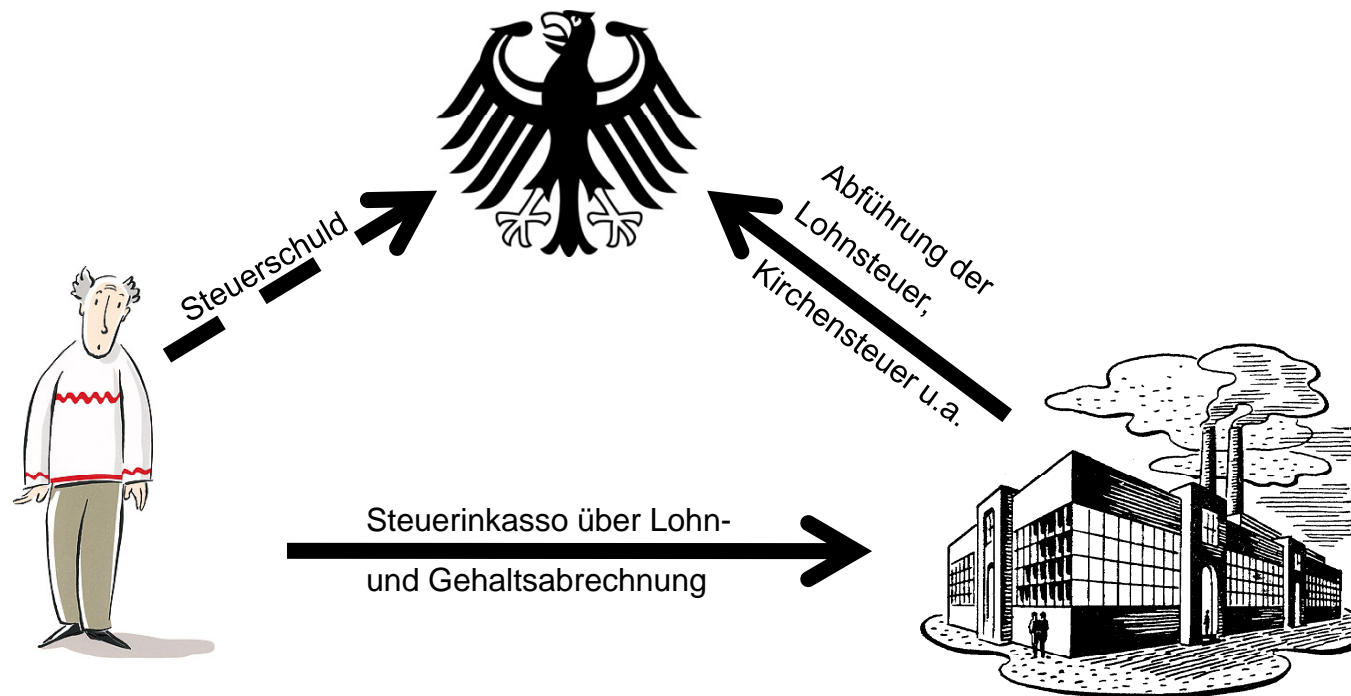 Steuerschuld
Abführung der
Lohnsteuer,
Kirchensteuer u.a.
Steuerinkasso über Lohn-
und Gehaltsabrechnung